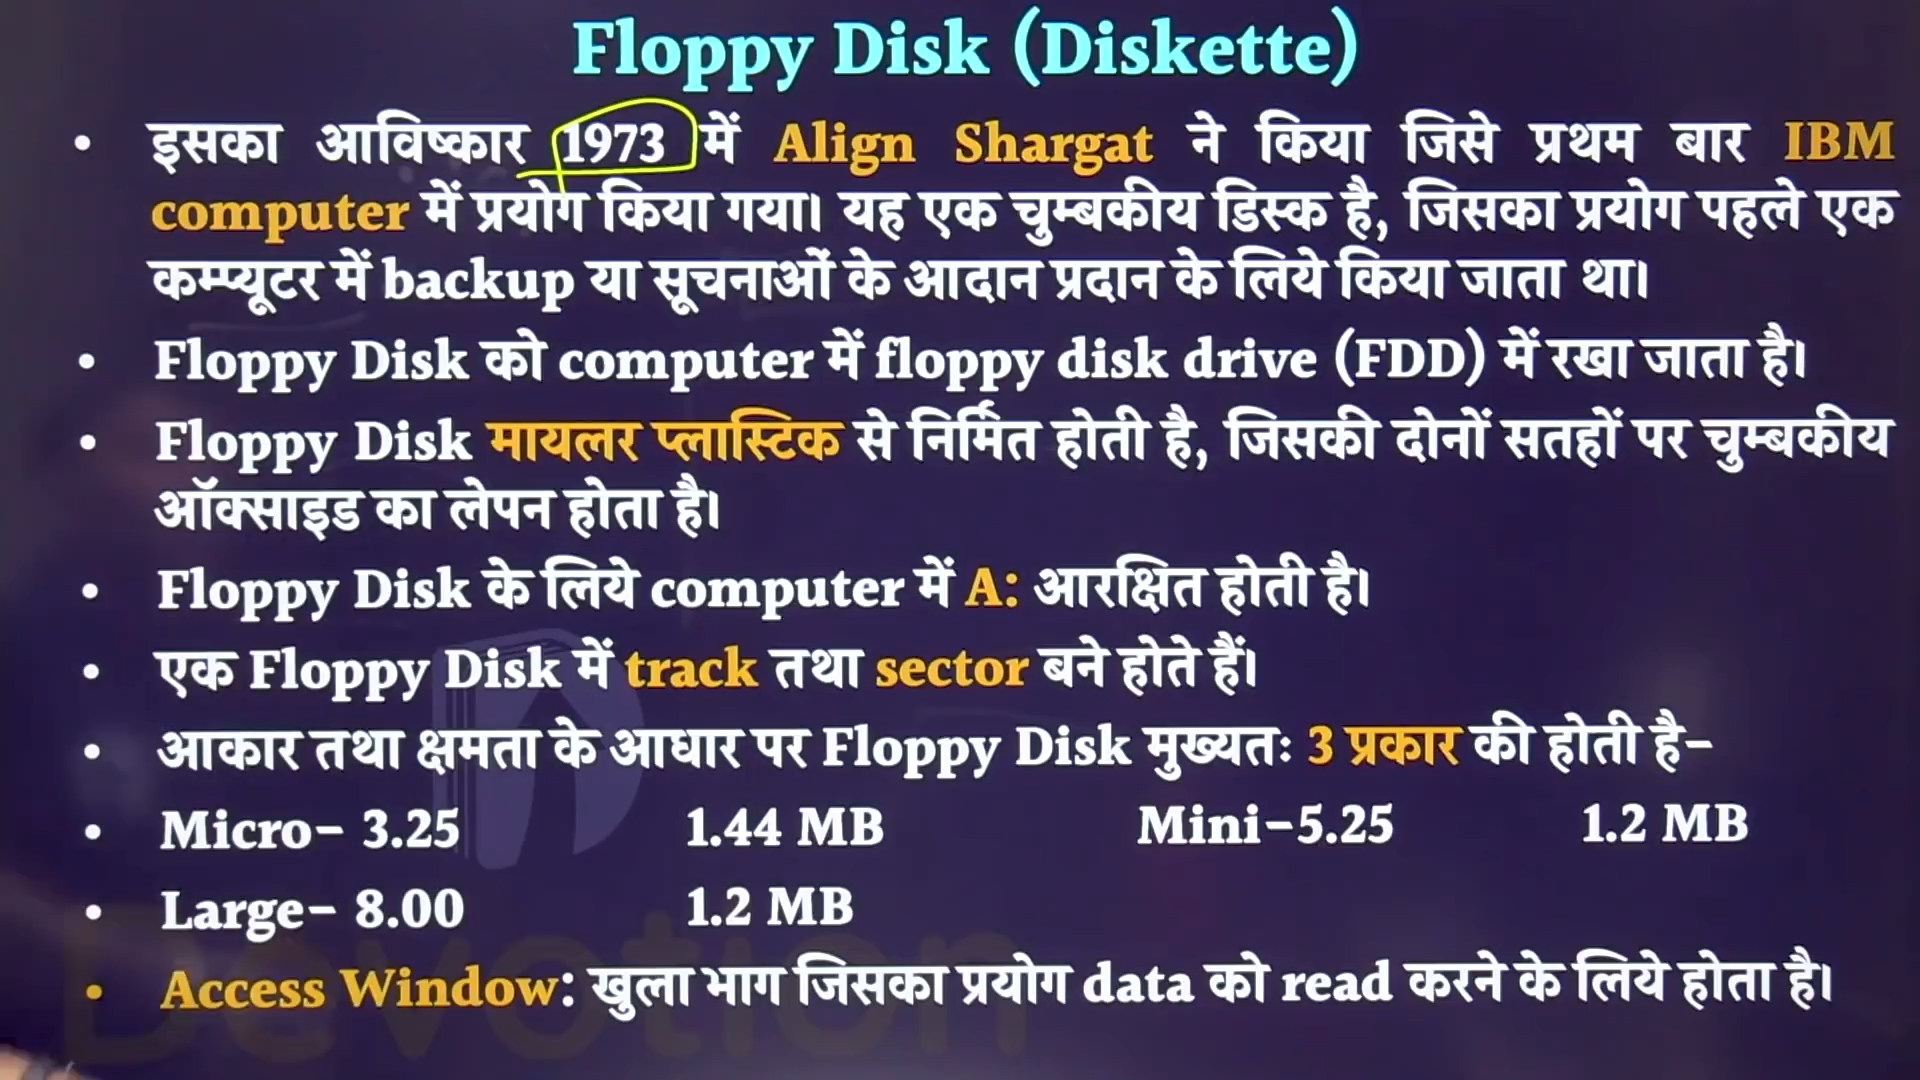 Floppy Disk (Diskette)
• इसका आविष्कार 1973 में Align Shargat ने किया जिसे प्रथम बार IBM
computer में प्रयोग किया गया। यह एक चुम्बकीय डिस्क है, जिसका प्रयोग पहले एक
कम्प्यूटर में backup या सूचनाओं के आदान प्रदान के लिये किया जाता था।
• Floppy Disk को computer में floppy disk drive (FDD) में रखा जाता है।
• Floppy Disk मायलर प्लास्टिक से निर्मित होती है, जिसकी दोनों सतहों पर चुम्बकीय
ऑक्साइड का लेपन होता है।
• Floppy Disk के लिये computer में A: आरक्षित होती है।
• एक Floppy Disk में track तथा sector बने होते हैं।
• आकार तथा क्षमता के आधार पर Floppy Disk मुख्यतः 3 प्रकार की होती है-
• Micro- 3.25 1.44 MB Mini-5.25 1.2 MB
• Large- 8.00 1.2 MB
• Access Window: खुला भाग जिसका प्रयोग data को read करने के लिये होता है।
Devotion